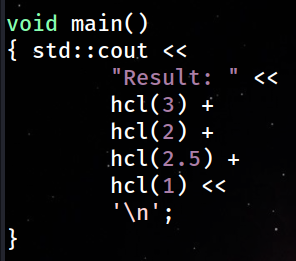 void main()
{ std::cout <<
        "Result: " <<
        hcl(3) +
        hcl(2) +
        hcl(2.5) +
        hcl(1) <<
        '\n';
}